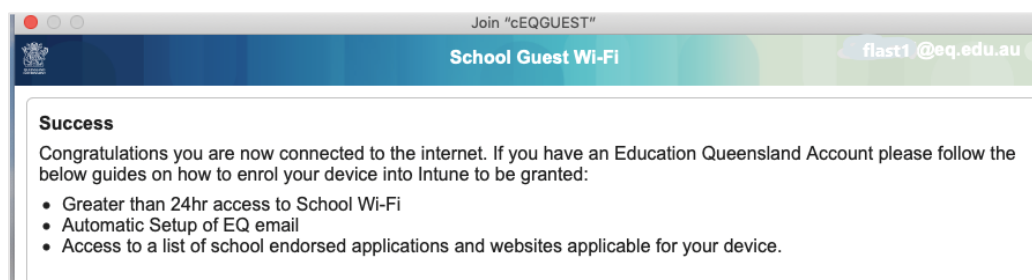 Join “cEQGUEST”
School Guest Wi-Fi
flast1 @eq.edu.au
Success
Congratulations you are now connected to the internet. If you have an Education Queensland Account please follow the
below guides on how to enrol your device into Intune to be granted:
• Greater than 24hr access to School Wi-Fi
• Automatic Setup of EQ email
• Access to a list of school endorsed applications and websites applicable for your device.